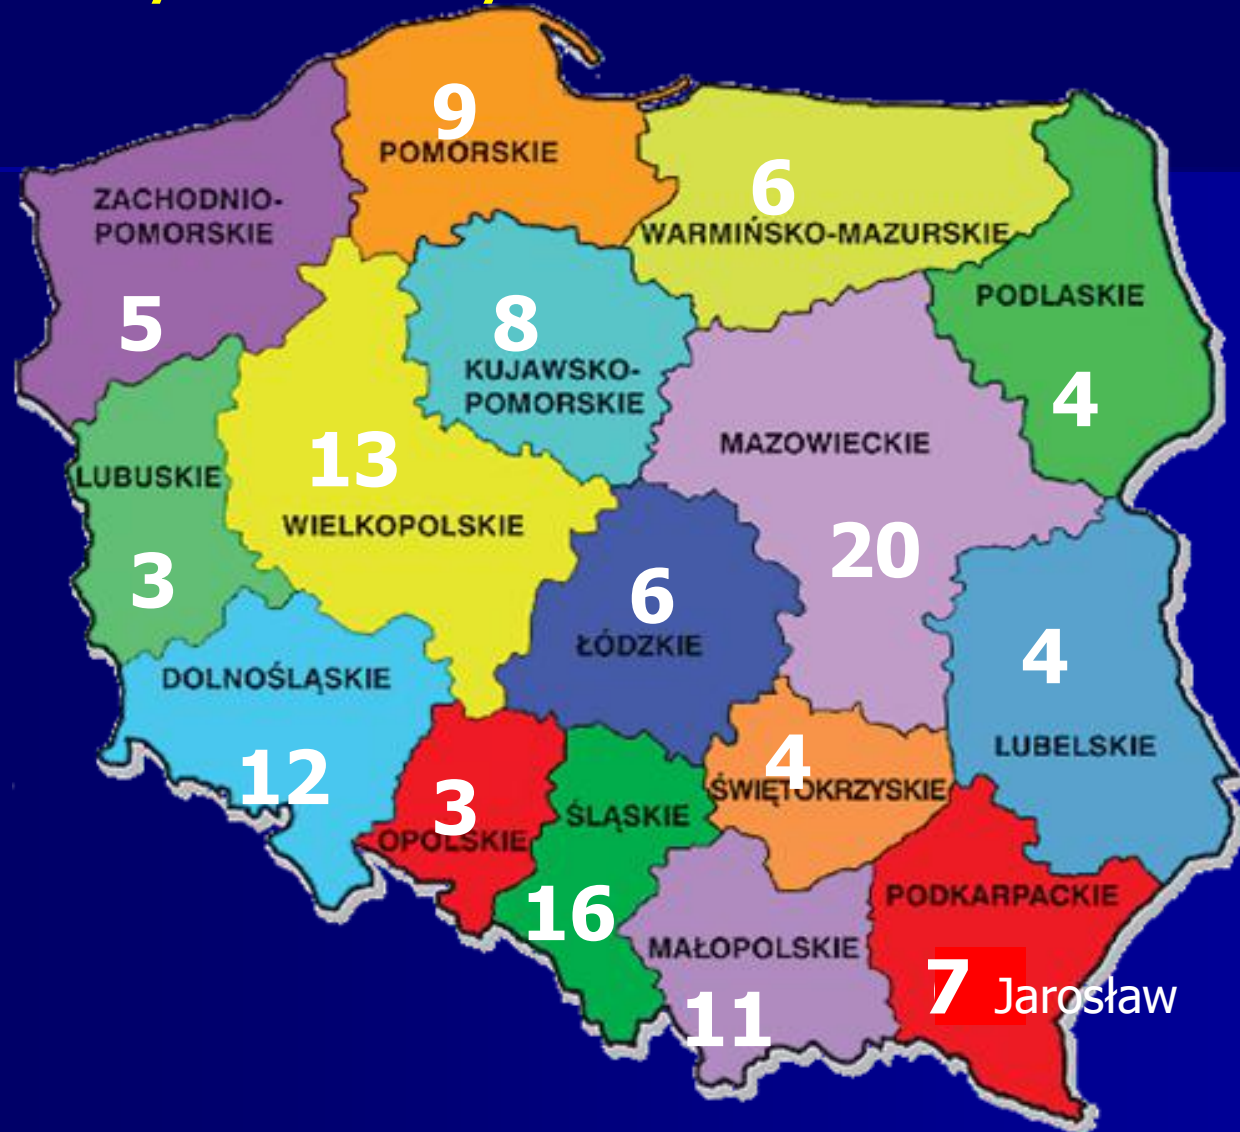 9
POMORSKIE
6
WARMIŃSKO-MAZURSKIE
ZACHODNIO-
POMORSKIE
5
PODLASKIE
4
8
KUJAWSKO-
POMORSKIE
MAZOWIECKIE
20
LUBUSKIE
3
13
WIELKOPOLSKIE
6
ŁÓDZKIE
4
LUBELSKIE
DOLNOŚLĄSKIE
12
3
OPOLSKIE
ŚLĄSKIE
16
4
ŚWIĘTOKRZYSKIE
MAŁOPOLSKIE
11
PODKARPACKIE
7 Jarosław